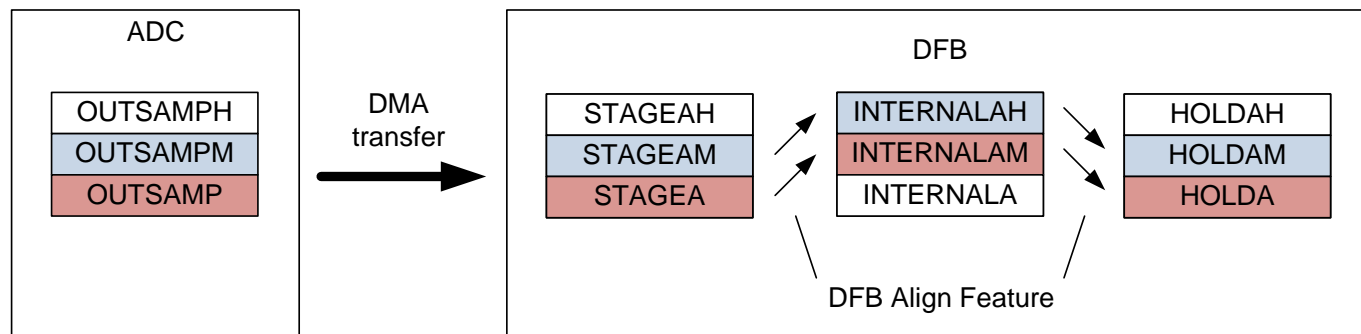 ADC
OUTSAMPH
OUTSAMPM
OUTSAMP
DMA
transfer
DFB
STAGEAH
STAGEAM
STAGEA
INTERNALAH
INTERNALAM
INTERNALA
HOLDAH
HOLDAM
HOLDA
DFB Align Feature